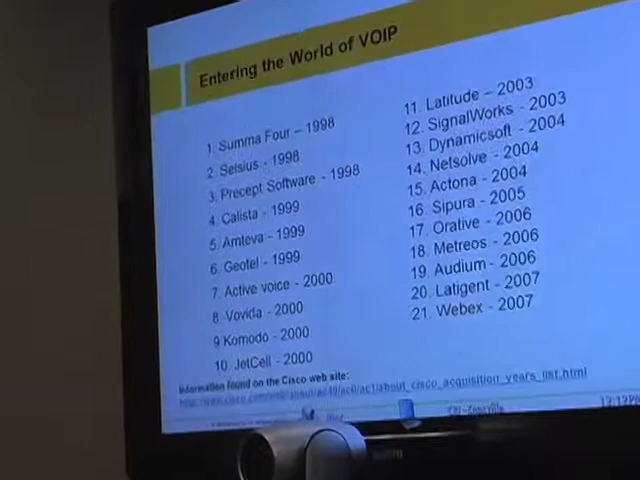 Entering the World of VOIP
1. Summa Four – 1998
2. Selsius - 1998
3. Precept Software - 1998
4. Calista - 1999
5. Amteva - 1999
6. Geotel - 1999
7. Active voice - 2000
8. Vovida - 2000
9 Komodo - 2000
10. JetCell - 2000
11. Latitude – 2003
12. SignalWorks - 2003
13. Dynamicsoft - 2004
14. Netsolve - 2004
15. Actona - 2004
16. Sipura - 2005
17. Orative - 2006
18. Metreos - 2006
19. Audium - 2006
20. Latigent - 2007
21. Webex - 2007
Information found on the Cisco web site: